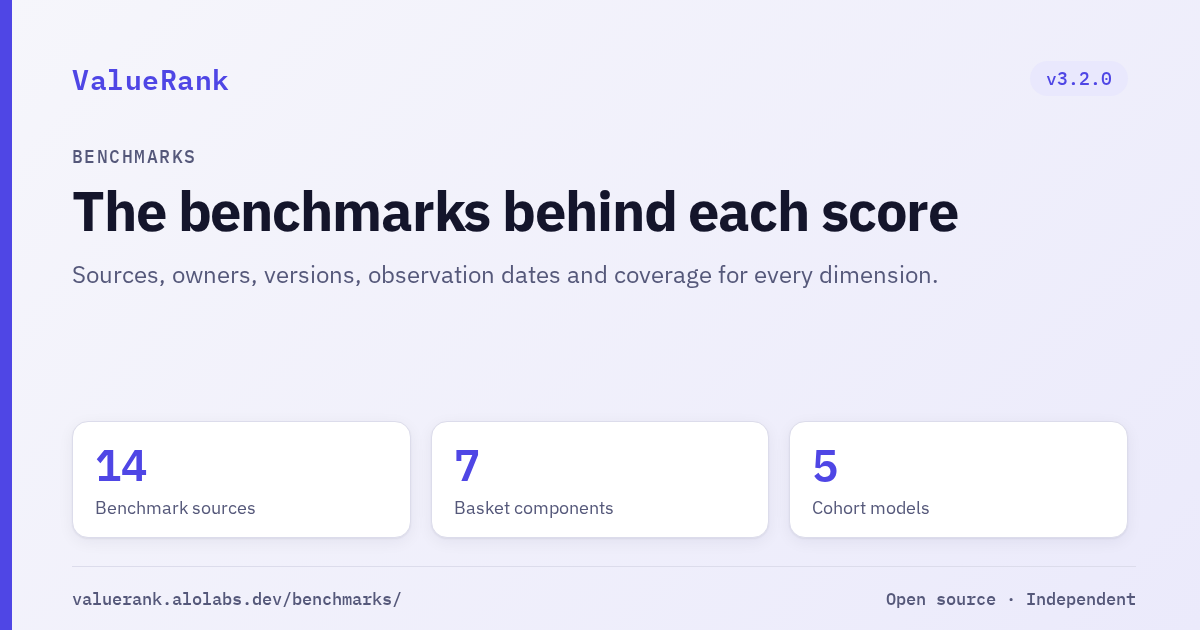 ValueRank
v3.2.0
BENCHMARKS
The benchmarks behind each score
Sources, owners, versions, observation dates and coverage for every dimension.
14
Benchmark sources
7
Basket components
5
Cohort models
valuerank.alolabs.dev/benchmarks/
Open source · Independent